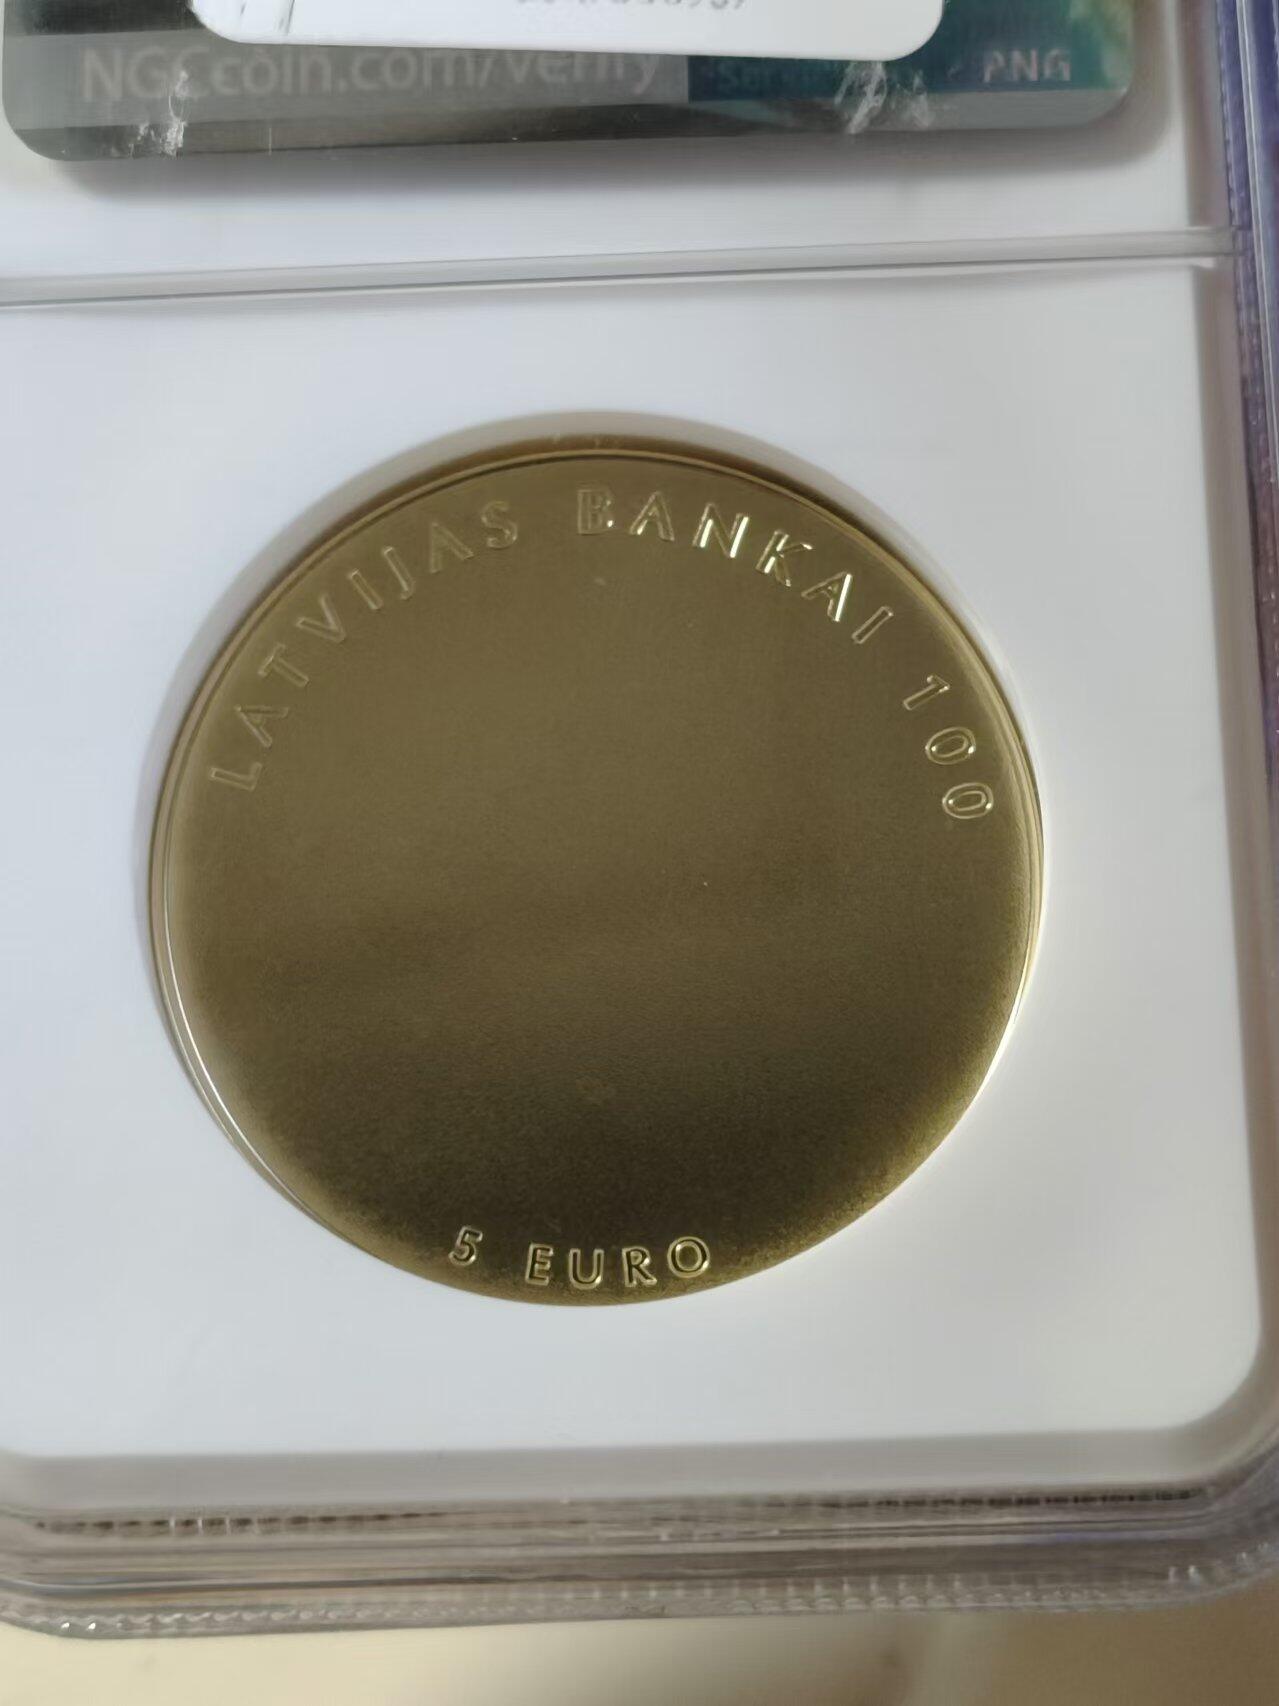 NGCcoin.com/verify
PNG
LATVIJAS BANKAI 100
5 EURO